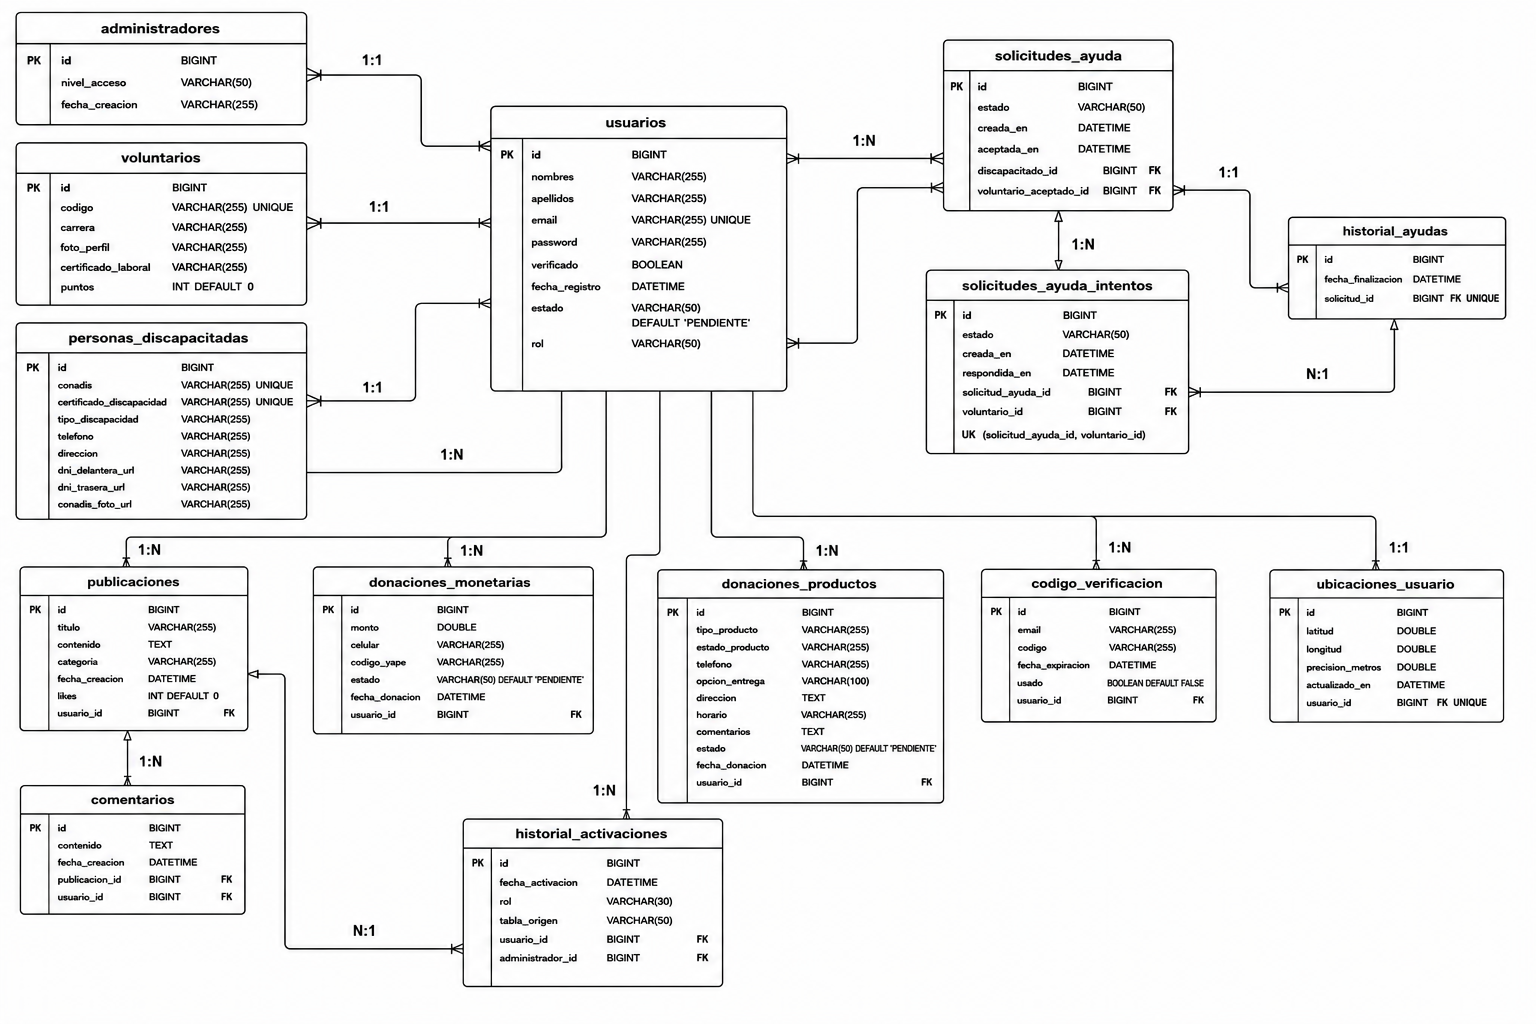 administradores
PK id BIGINT
nivel_acceso VARCHAR(50)
fecha_creacion VARCHAR(255)
1:1
voluntarios
PK id BIGINT
codigo VARCHAR(255) UNIQUE
carrera VARCHAR(255)
foto_perfil VARCHAR(255)
certificado_laboral VARCHAR(255)
puntos INT DEFAULT 0
1:1
personas_discapacitadas
PK id BIGINT
conadis VARCHAR(255) UNIQUE
certificado_discapacidad VARCHAR(255) UNIQUE
tipo_discapacidad VARCHAR(255)
telefono VARCHAR(255)
direccion VARCHAR(255)
dni_delantera_url VARCHAR(255)
dni_trasera_url VARCHAR(255)
conadis_foto_url VARCHAR(255)
1:1
1:N
usuarios
PK id BIGINT
nombres VARCHAR(255)
apellidos VARCHAR(255)
email VARCHAR(255) UNIQUE
password VARCHAR(255)
verificado BOOLEAN
fecha_registro DATETIME
estado VARCHAR(50)
DEFAULT 'PENDIENTE'
rol VARCHAR(50)
1:N
solicitudes_ayuda
PK id BIGINT
estado VARCHAR(50)
creada_en DATETIME
aceptada_en DATETIME
discapacitado_id BIGINT FK
voluntario_aceptado_id BIGINT FK
1:1
1:N
historial_ayudas
PK id BIGINT
fecha_finalizacion DATETIME
solicitud_id BIGINT FK UNIQUE
solicitudes_ayuda_intentos
PK id BIGINT
estado VARCHAR(50)
creada_en DATETIME
respondida_en DATETIME
solicitud_ayuda_id BIGINT FK
voluntario_id BIGINT FK
UK (solicitud_ayuda_id, voluntario_id)
N:1
1:N
publicaciones
PK id BIGINT
titulo VARCHAR(255)
contenido TEXT
categoria VARCHAR(255)
fecha_creacion DATETIME
likes INT DEFAULT 0
usuario_id BIGINT FK
1:N
donaciones_monetarias
PK id BIGINT
monto DOUBLE
celular VARCHAR(255)
codigo_yape VARCHAR(255)
estado VARCHAR(50) DEFAULT 'PENDIENTE'
fecha_donacion DATETIME
usuario_id BIGINT FK
1:N
donaciones_productos
PK id BIGINT
tipo_producto VARCHAR(255)
estado_producto VARCHAR(255)
telefono VARCHAR(255)
opcion_entrega VARCHAR(100)
direccion TEXT
horario VARCHAR(255)
comentarios TEXT
estado VARCHAR(50) DEFAULT 'PENDIENTE'
fecha_donacion DATETIME
usuario_id BIGINT FK
1:N
codigo_verificacion
PK id BIGINT
email VARCHAR(255)
codigo VARCHAR(255)
fecha_expiracion DATETIME
usado BOOLEAN DEFAULT FALSE
usuario_id BIGINT FK
1:1
ubicaciones_usuario
PK id BIGINT
latitud DOUBLE
longitud DOUBLE
precision_metros DOUBLE
actualizado_en DATETIME
usuario_id BIGINT FK UNIQUE
1:N
comentarios
PK id BIGINT
contenido TEXT
fecha_creacion DATETIME
publicacion_id BIGINT FK
usuario_id BIGINT FK
1:N
historial_activaciones
PK id BIGINT
fecha_activacion DATETIME
rol VARCHAR(30)
tabla_origen VARCHAR(50)
usuario_id BIGINT FK
administrador_id BIGINT FK
N:1